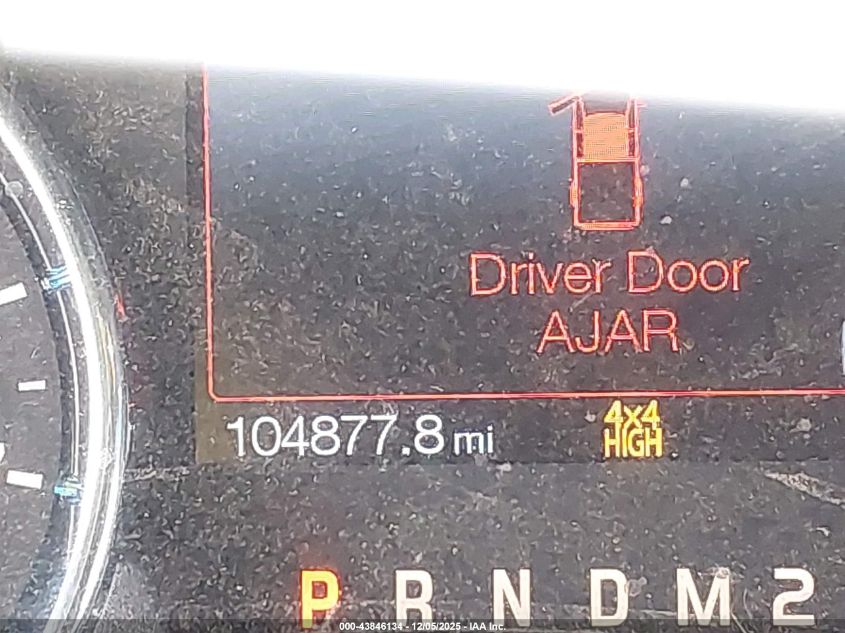 Driver Door
AJAR
104877.8 mi
4x4
HIGH
P R N D M 2
000-43846134 - 12/05/2025 - IAA Inc.